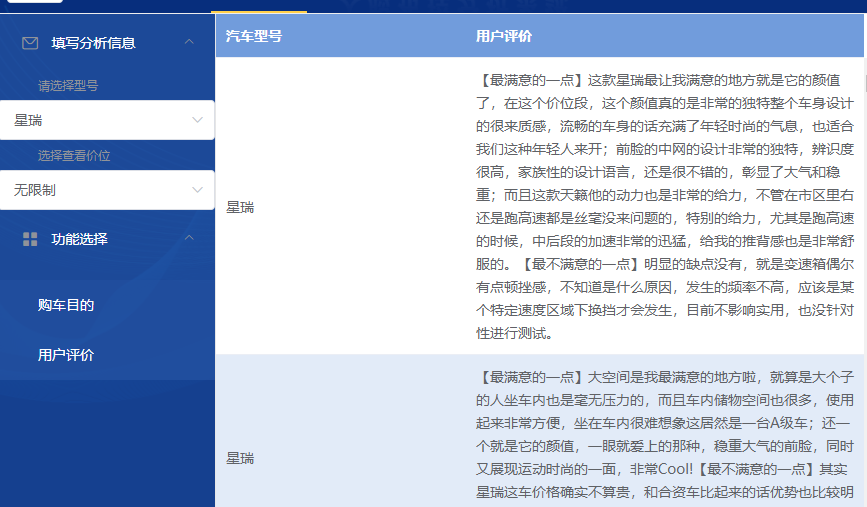 填写分析信息
请选择型号
星瑞
选择查看价位
无限制
功能选择
购车目的
用户评价
汽车型号
用户评价
星瑞
【最满意的一点】这款星瑞最让我满意的地方就是它的颜值
了，在这个价位段，这个颜值真的是非常的独特整个车身设计
的很来质感，流畅的车身的话充满了年轻时尚的气息，也适合
我们这种年轻人来开；前脸的中网的设计非常的独特，辨识度
很高，家族性的设计语言，还是很不错的，彰显了大气和稳
重；而且这款天籁他的动力也是非常的给力，不管在市区里右
还是跑高速都是丝毫没来问题的，特别的给力，尤其是跑高速
的时候，中后段的加速非常的迅猛，给我的推背感也是非常舒
服的。【最不满意的一点】明显的缺点没有，就是变速箱偶尔
有点顿挫感，不知道是什么原因，发生的频率不高，应该是某
个特定速度区域下换挡才会发生，目前不影响实用，也没针对
性进行测试。
星瑞
【最满意的一点】大空间是我最满意的地方啦，就算是大个子
的人坐车内也是毫无压力的，而且车内储物空间也很多，使用
起来非常方便，坐在车内很难想象这居然是一台A级车；还一
个就是它的颜值，一眼就爱上的那种，稳重大气的前脸，同时
又展现运动时尚的一面，非常Cool!【最不满意的一点】其实
星瑞这车价格确实不算贵，和合资车比起来的话优势也比较明